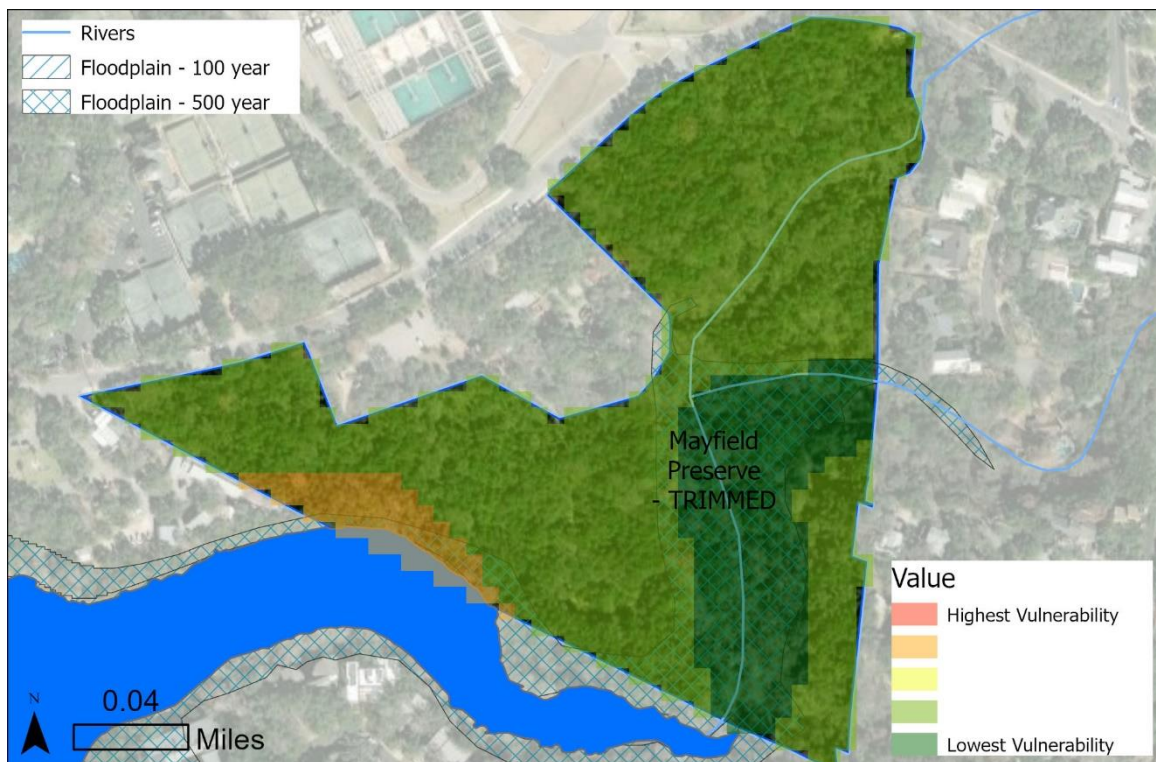 Rivers
Floodplain - 100 year
Floodplain - 500 year
Mayfield
Preserve
- TRIMMED
Value
Highest Vulnerability
Lowest Vulnerability
N
0.04
Miles